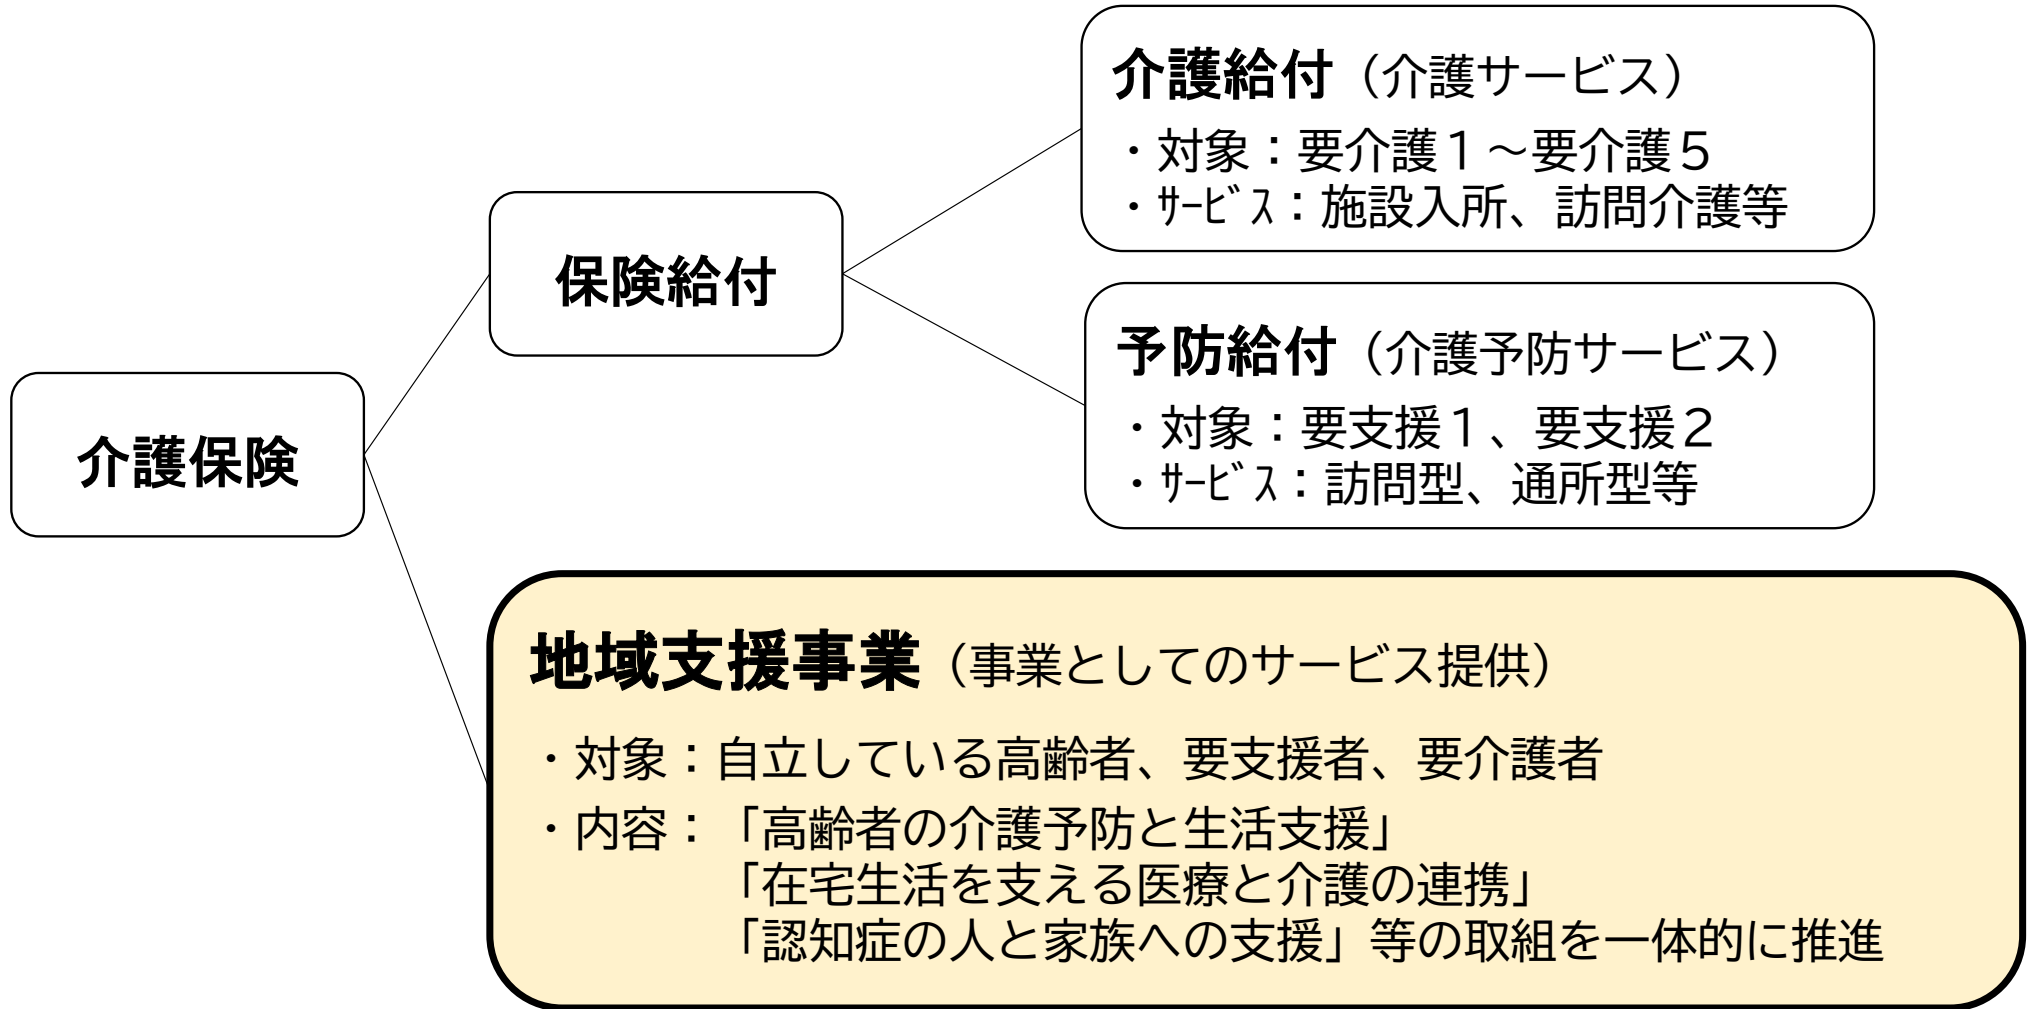 介護給付（介護サービス）
・対象：要介護１～要介護５
・ｻｰﾋﾞｽ：施設入所、訪問介護等
保険給付
予防給付（介護予防サービス）
・対象：要支援１、要支援２
・ｻｰﾋﾞｽ：訪問型、通所型等
介護保険
地域支援事業（事業としてのサービス提供）
・対象：自立している高齢者、要支援者、要介護者
・内容：「高齢者の介護予防と生活支援」
「在宅生活を支える医療と介護の連携」
「認知症の人と家族への支援」等の取組を一体的に推進